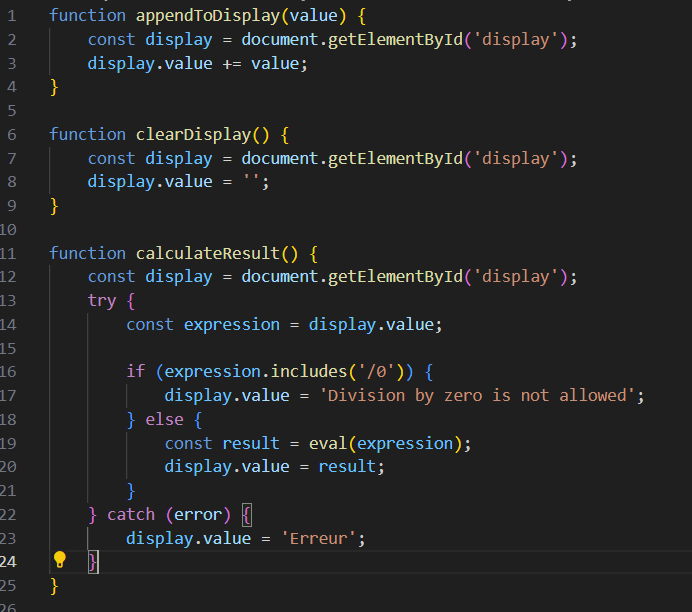 1 function appendToDisplay(value) {
2 const display = document.getElementById('display');
3 display.value += value;
4 }
5
6 function clearDisplay() {
7 const display = document.getElementById('display');
8 display.value = '';
9 }
10
11 function calculateResult() {
12 const display = document.getElementById('display');
13 try {
14 const expression = display.value;
15
16 if (expression.includes('/0')) {
17 display.value = 'Division by zero is not allowed';
18 } else {
19 const result = eval(expression);
20 display.value = result;
21 }
22 } catch (error) {
23 display.value = 'Erreur';
24 }
25 }
26